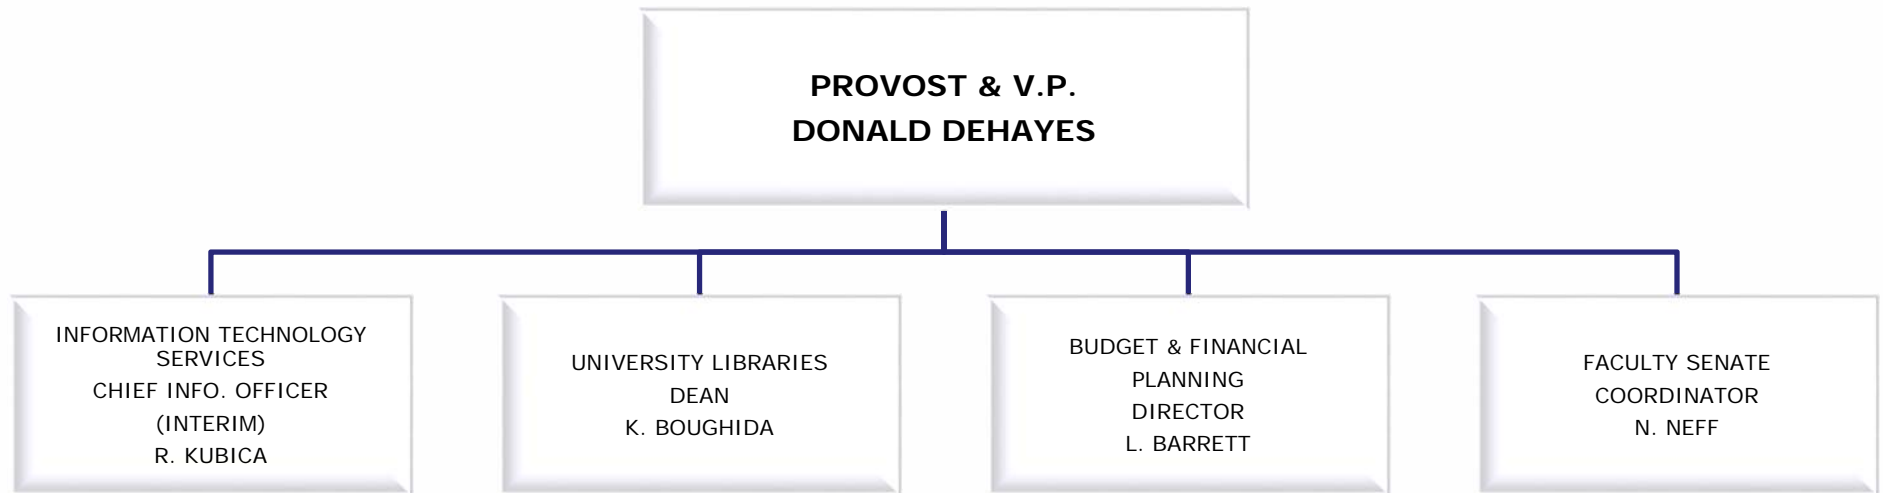 PROVOST & V.P.
DONALD DEHAYES
INFORMATION TECHNOLOGY
SERVICES
CHIEF INFO. OFFICER
(INTERIM)
R. KUBICA
UNIVERSITY LIBRARIES
DEAN
K. BOUGHIDA
BUDGET & FINANCIAL
PLANNING
DIRECTOR
L. BARRETT
FACULTY SENATE
COORDINATOR
N. NEFF